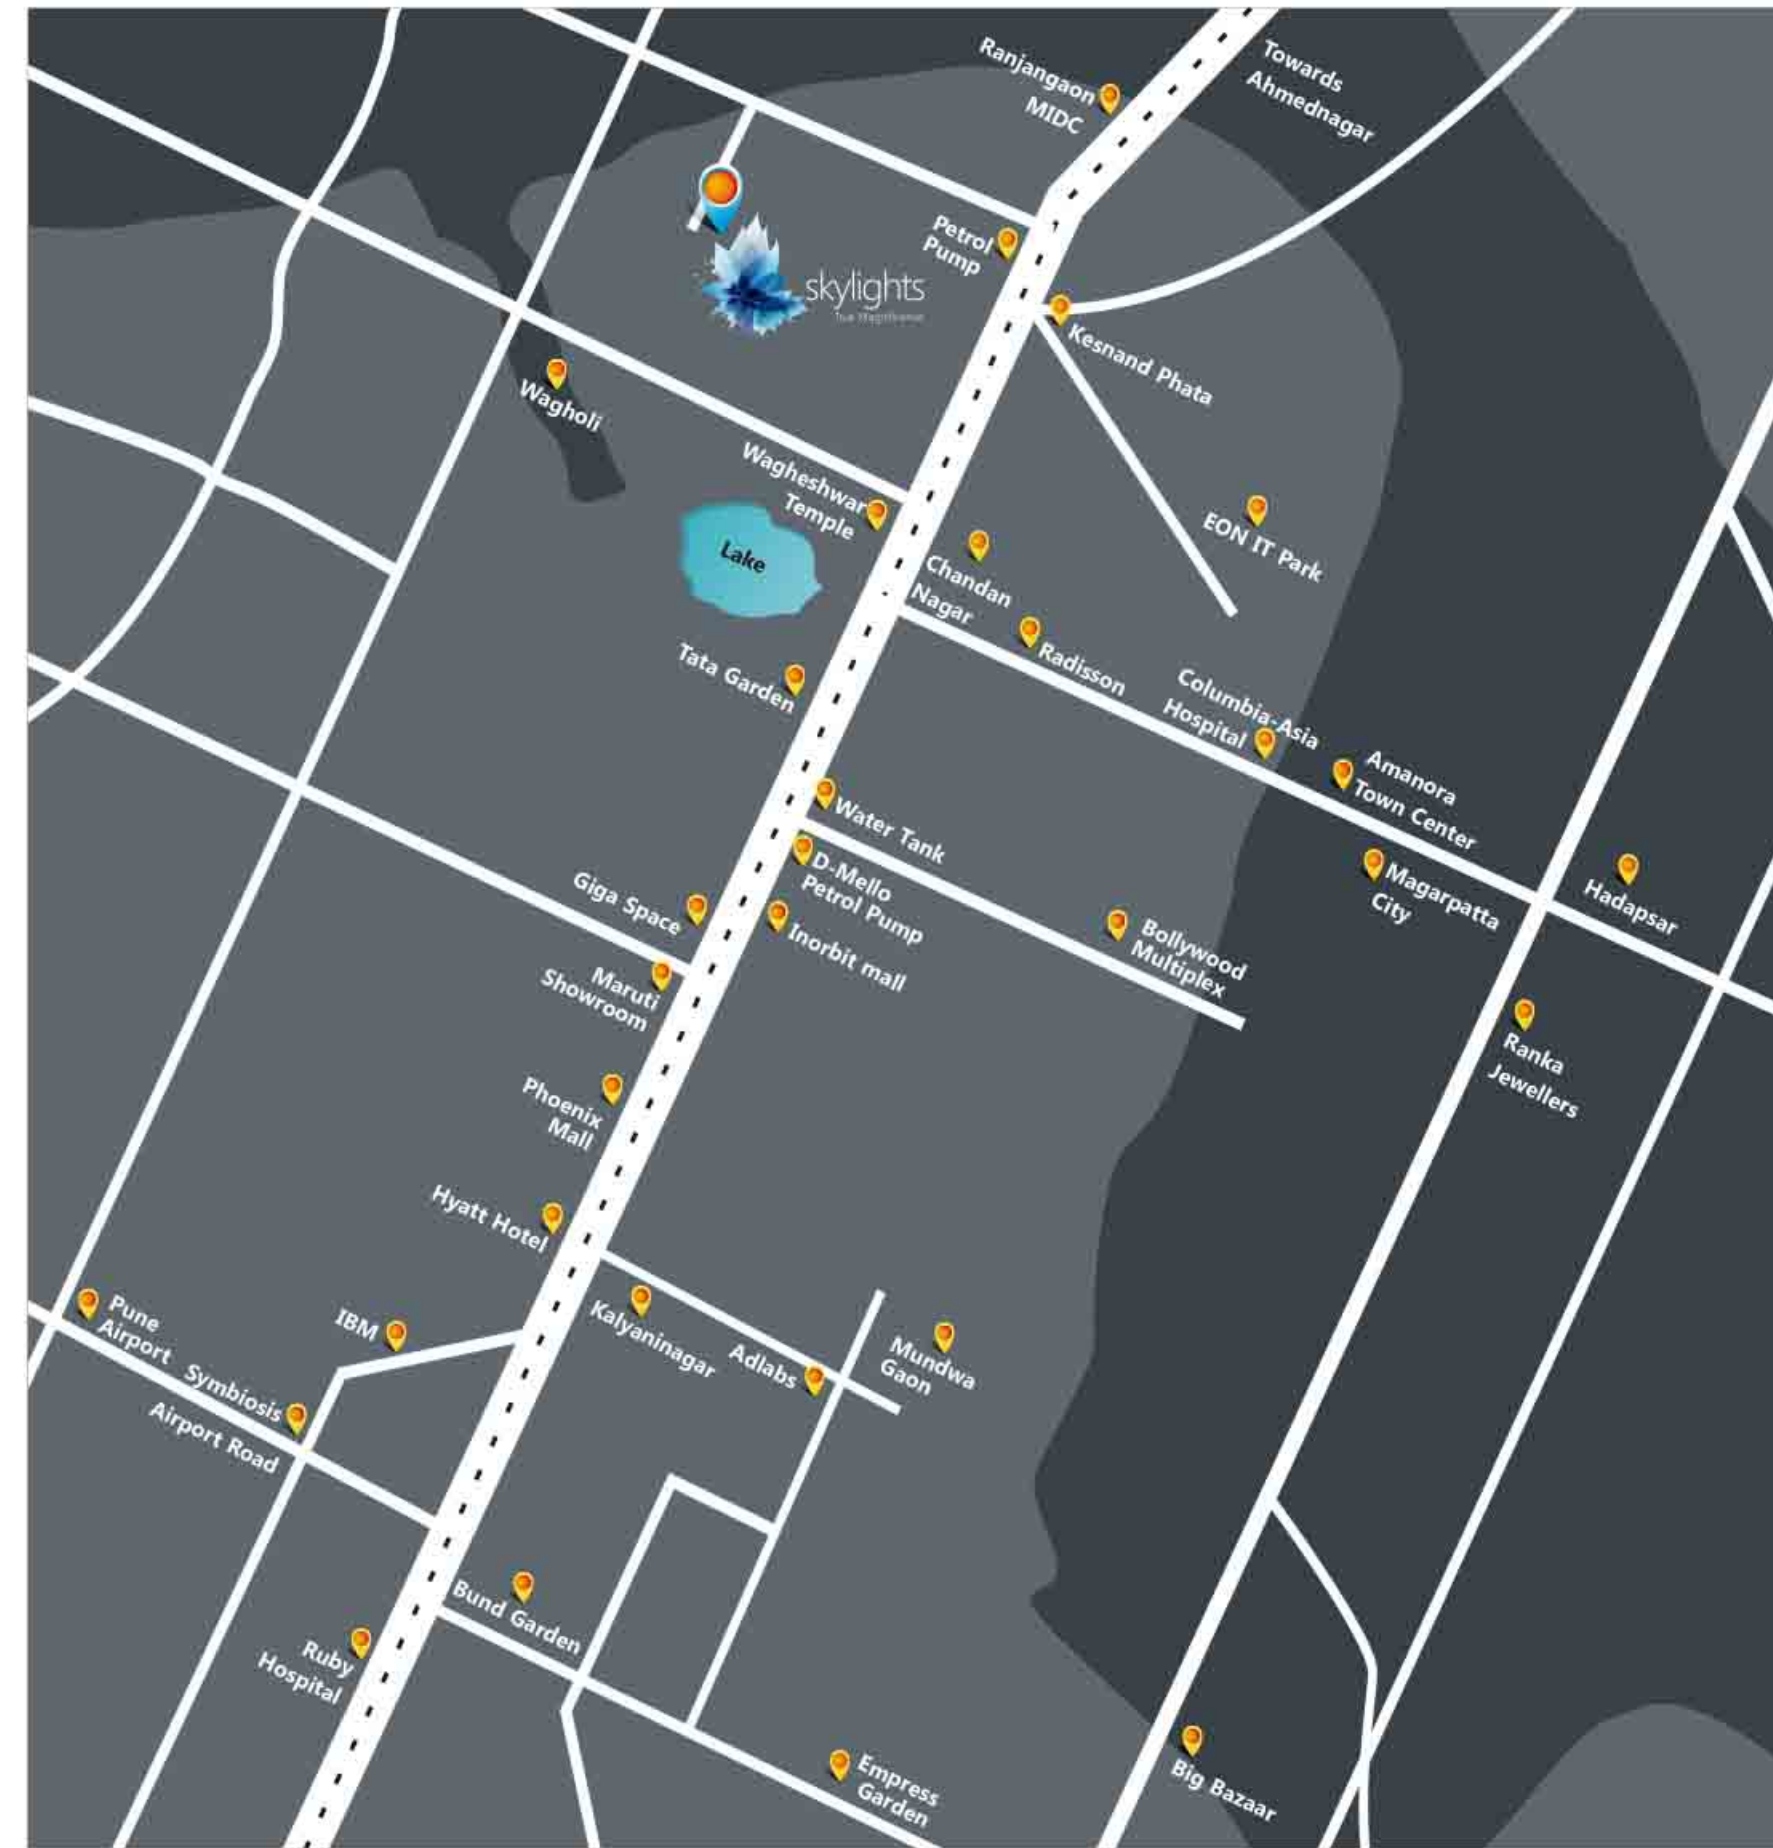 Ranjangaon
MIDC
Towards
Ahmednagar
Petrol
Pump
skylights
Kesnand Phata
Wagholi
Wagheshwar
Temple
Lake
EON IT Park
Chandan
Nagar
Radisson
Tata Garden
Columbia-Asia
Hospital
Amanora
Town Center
Water Tank
D-Mello
Petrol Pump
Magarpatta
City
Hadapsar
Giga Space
Inorbit mall
Bollywood
Multiplex
Maruti
Showroom
Ranka
Jewellers
Phoenix
Mall
Hyatt Hotel
Pune
Airport
IBM
Kalyaninagar
Adlabs
Mundwa
Gaon
Symbiosis
Airport Road
Bund Garden
Ruby
Hospital
Empress
Garden
Big Bazaar